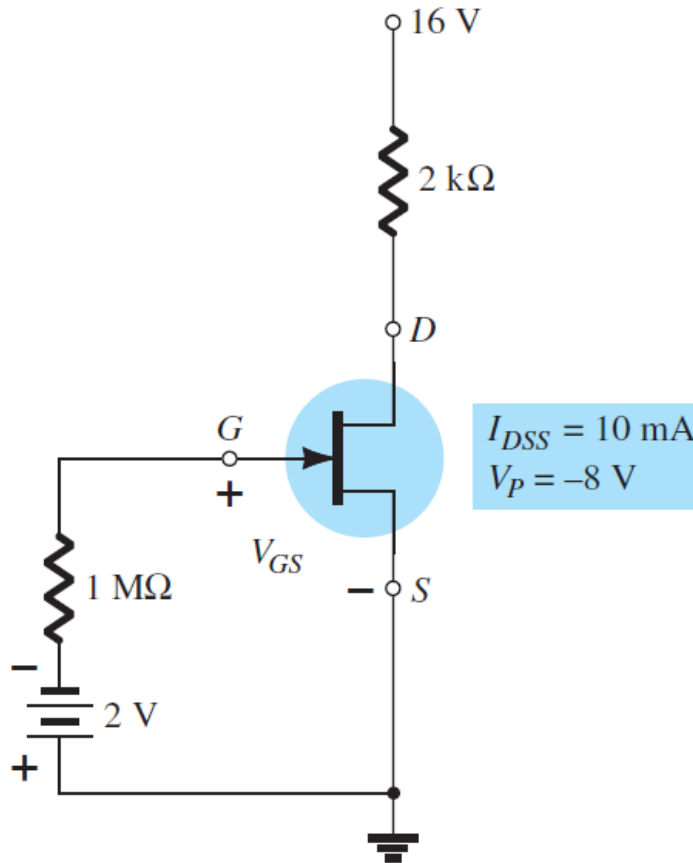 16 V
2 kΩ
D
G
I_DSS = 10 mA
V_P = –8 V
+
V_GS
– S
1 MΩ
–
2 V
+